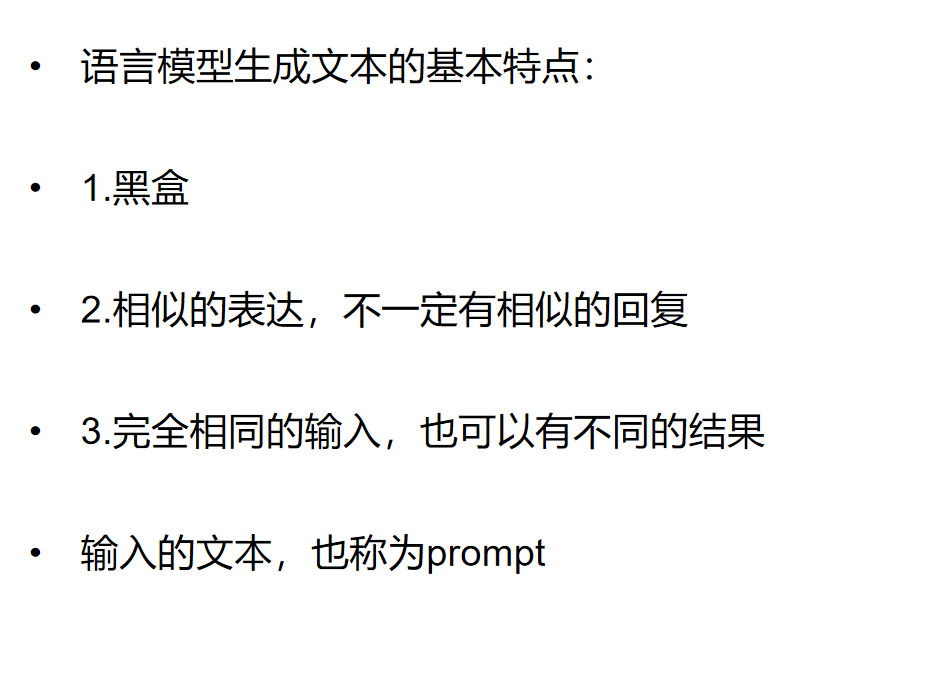 • 语言模型生成文本的基本特点：
• 1.黑盒
• 2.相似的表达，不一定有相似的回复
• 3.完全相同的输入，也可以有不同的结果
• 输入的文本，也称为prompt